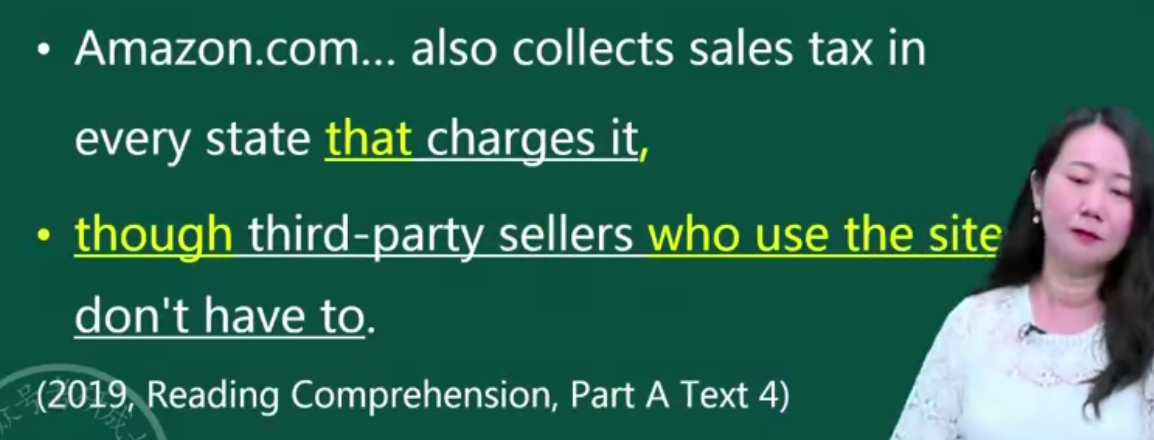 • Amazon.com... also collects sales tax in
every state that charges it,
• though third-party sellers who use the site
don't have to.
(2019, Reading Comprehension, Part A Text 4)